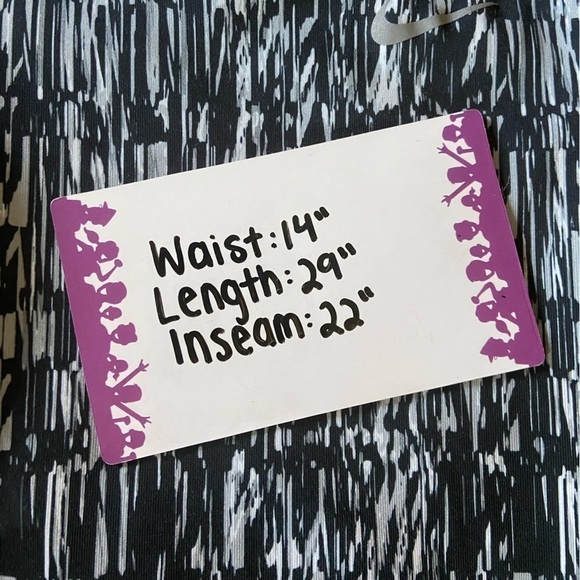 Waist: 14"
Length: 29"
Inseam: 22"